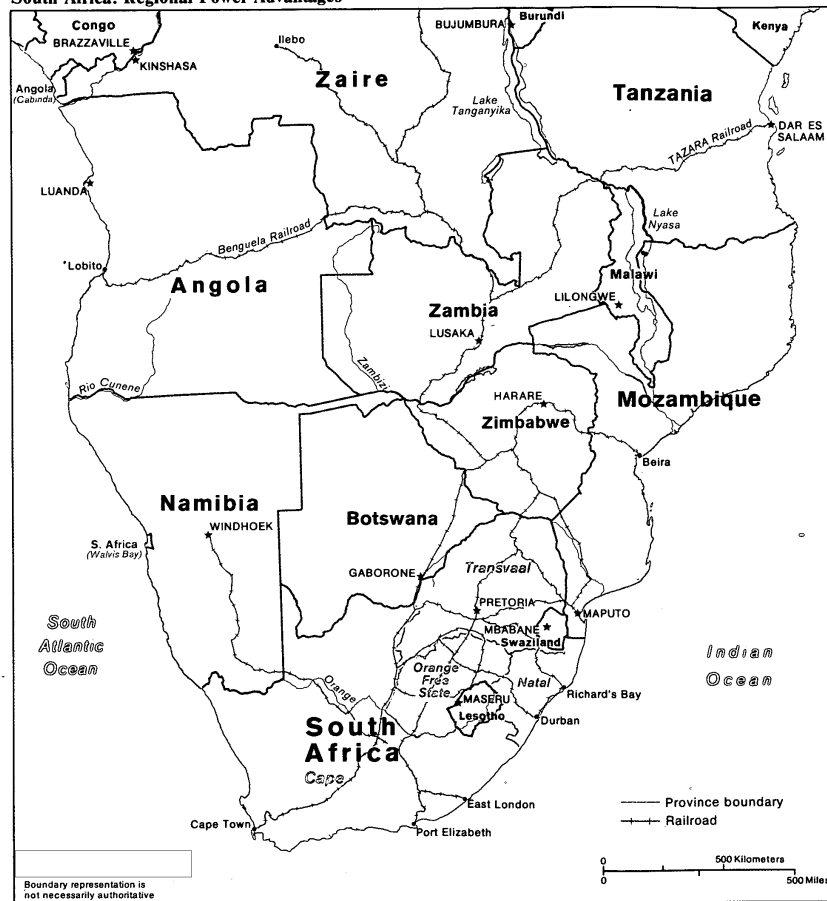 South Africa: Regional Power Advantages
Congo
BRAZZAVILLE
KINSHASA
Ilebo
BUJUMBURA
Burundi
Kenya
Angola
(Cabinda)
Zaire
Lake
Tanganyika
Tanzania
DAR ES
SALAAM
TAZARA Railroad
LUANDA
Benguela Railroad
Lake
Nyasa
Lobito
Angola
Malawi
LILONGWE
Zambia
LUSAKA
Zambizi
Rio Cunene
HARARE
Zimbabwe
Mozambique
Beira
Namibia
WINDHOEK
Botswana
S. Africa
(Walvis Bay)
GABORONE
Transvaal
PRETORIA
MAPUTO
MBABANE
Swaziland
South
Atlantic
Ocean
Indian
Ocean
Orange
Free
State
Natal
Richard's Bay
Orange
MASERU
Lesotho
Durban
South
Africa
Cape
East London
Cape Town
Port Elizabeth
Province boundary
Railroad
0 500 Kilometers
0 500 Miles
Boundary representation is
not necessarily authoritative